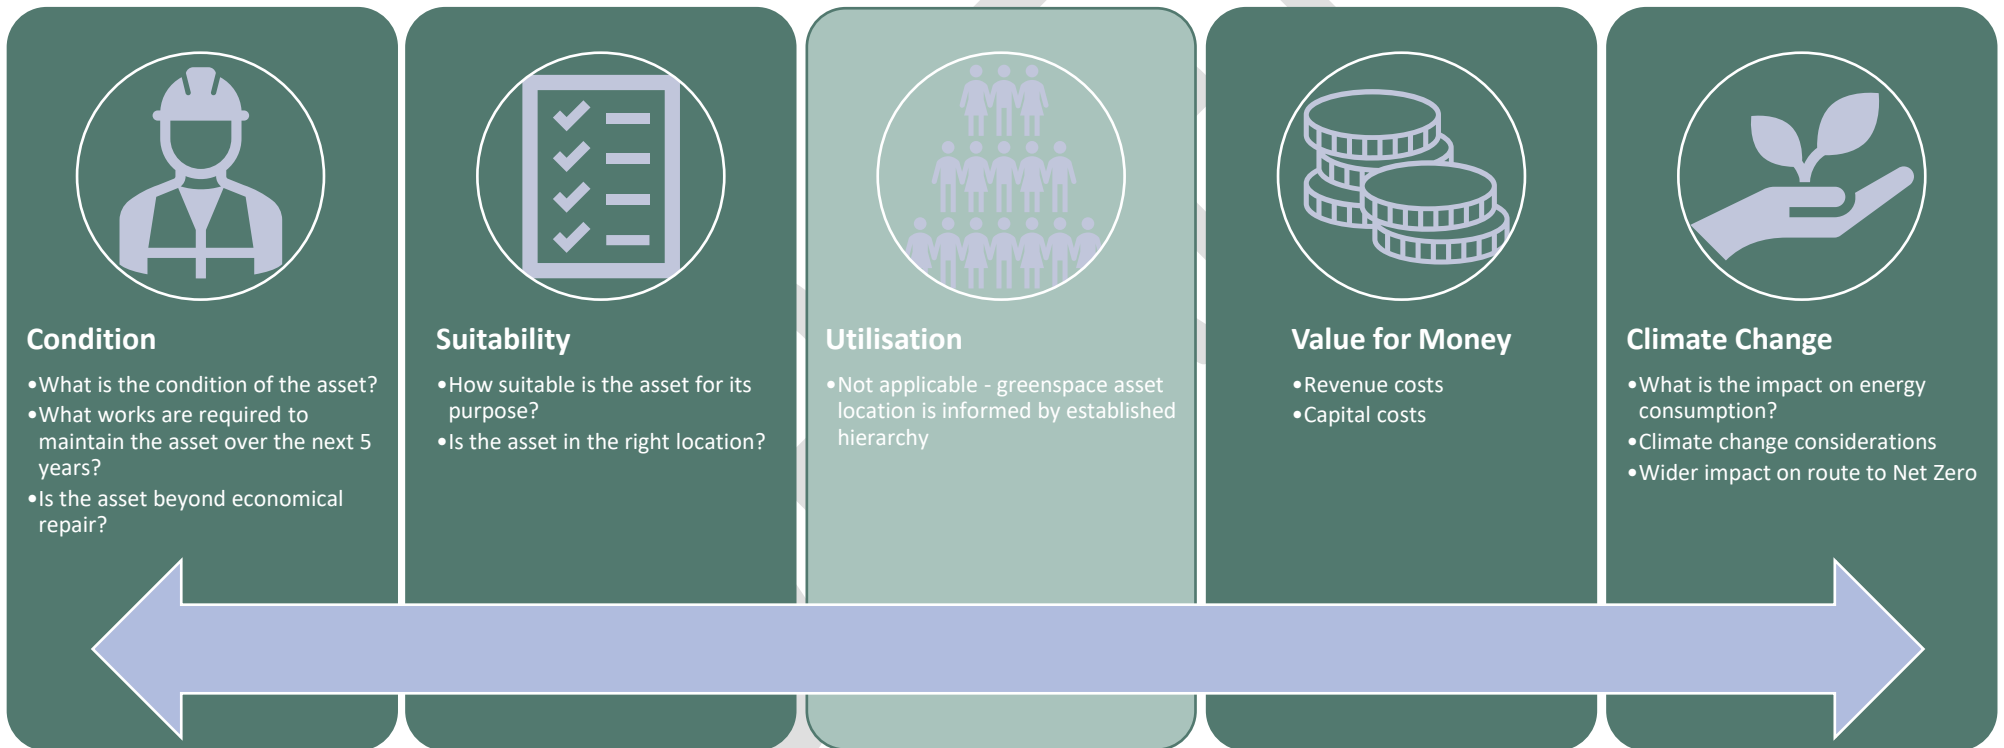 Condition
•What is the condition of the asset?
•What works are required to
maintain the asset over the next 5
years?
•Is the asset beyond economical
repair?
Suitability
•How suitable is the asset for its
purpose?
•Is the asset in the right location?
Utilisation
•Not applicable - greenspace asset
location is informed by established
hierarchy
Value for Money
•Revenue costs
•Capital costs
Climate Change
•What is the impact on energy
consumption?
•Climate change considerations
•Wider impact on route to Net Zero